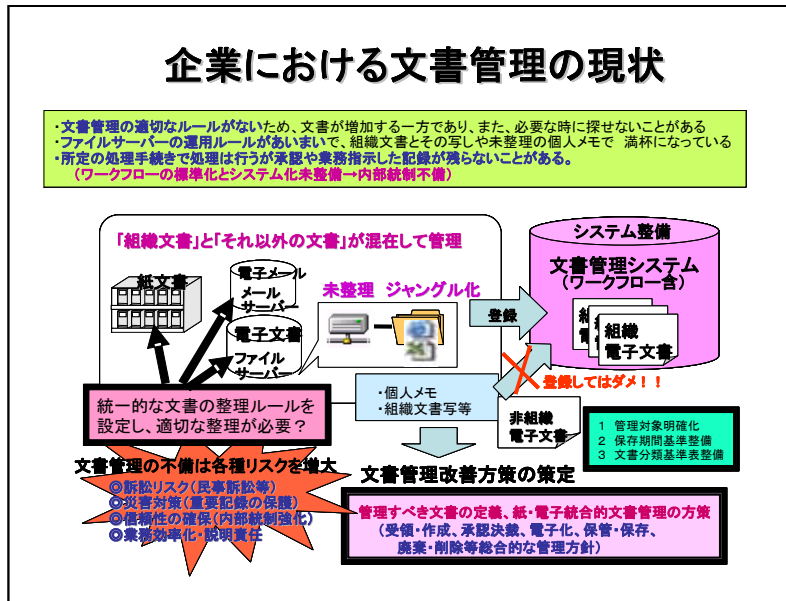 企業における文書管理の現状
・文書管理の適切なルールがないため、文書が増加する一方であり、また、必要な時に探せないことがある
・ファイルサーバーの運用ルールがあいまいで、組織文書とその写しや未整理の個人メモで 満杯になっている
・所定の処理手続きで処理は行うが承認や業務指示した記録が残らないことがある。
(ワークフローの標準化とシステム化未整備→内部統制不備)
「組織文書」と「それ以外の文書」が混在して管理
紙文書
電子メール
メール
サーバー
電子文書
ファイル
サーバー
未整理 ジャングル化
登録
システム整備
文書管理システム
(ワークフロー含)
組織
電子文書
登録してはダメ!!
・個人メモ
・組織文書写等
非組織
電子文書
1 管理対象明確化
2 保存期間基準整備
3 文書分類基準表整備
統一的な文書の整理ルールを
設定し、適切な整理が必要?
文書管理の不備は各種リスクを増大
◎訴訟リスク(民事訴訟等)
◎災害対策(重要記録の保護)
◎信頼性の確保(内部統制強化)
◎業務効率化・説明責任
文書管理改善方策の策定
管理すべき文書の定義、紙・電子統合的文書管理の方策
(受領・作成、承認決裁、電子化、保管・保存、
廃棄・削除等総合的な管理方針)